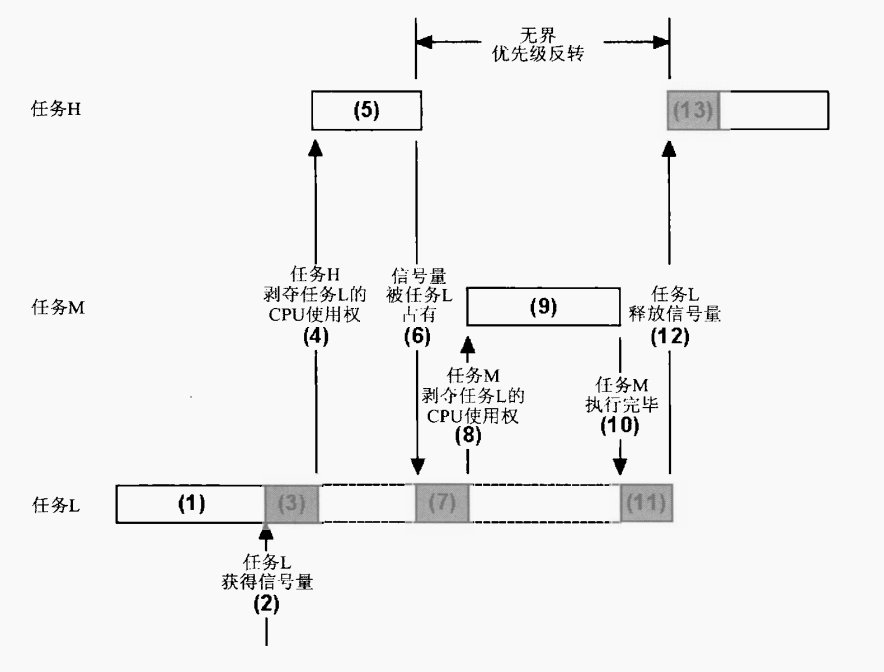 无界
优先级反转
任务H
(5)
(13)
任务H
剥夺任务L的
CPU使用权
(4)
信号量
被任务L
占有
(6)
任务M
(9)
任务L
释放信号量
(12)
任务M
剥夺任务L的
CPU使用权
(8)
任务M
执行完毕
(10)
任务L
(1)
(3)
(7)
(11)
任务L
获得信号量
(2)